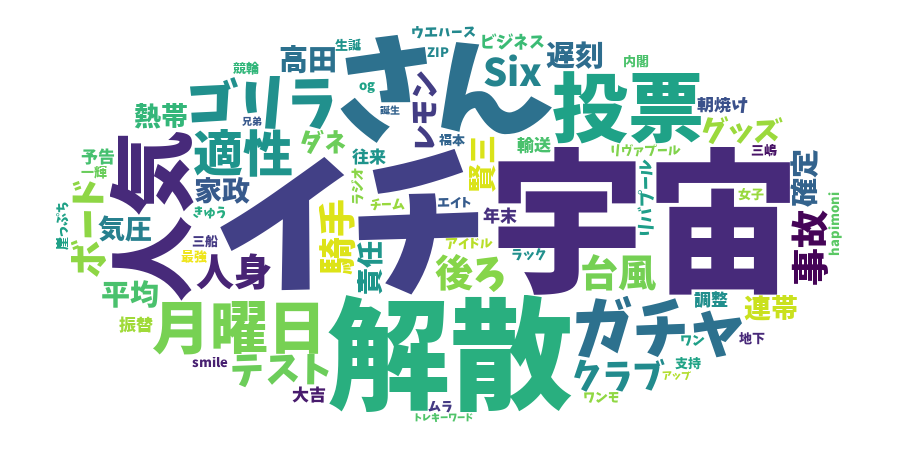 ウエハース
生誕
さん
ZIP
ビジネス
高田
Six
遅刻
内閣
競輪
og
ゴリラ
誕生
レモン
投票
朝焼け
熱帯
兄弟
福本
グッズ
ダネ
適性
人気
輸送
リヴァプール
三嶋
予告
一輝
往来
イチ
賢三
宇宙
リバプール
確定
家政
ラジオ
女子
ボード
きゅう
チーム
エイト
崖っぷち
気圧
騎手
年末
事故
hapimoni
三船
最強
責任
アイドル
ラック
人身
後ろ
台風
平均
調整
連帯
振替
月曜日
解散
ガチャ
ワン
地下
smile
テスト
クラブ
支持
アップ
大吉
ムラ
ワンモ
トレキーワード